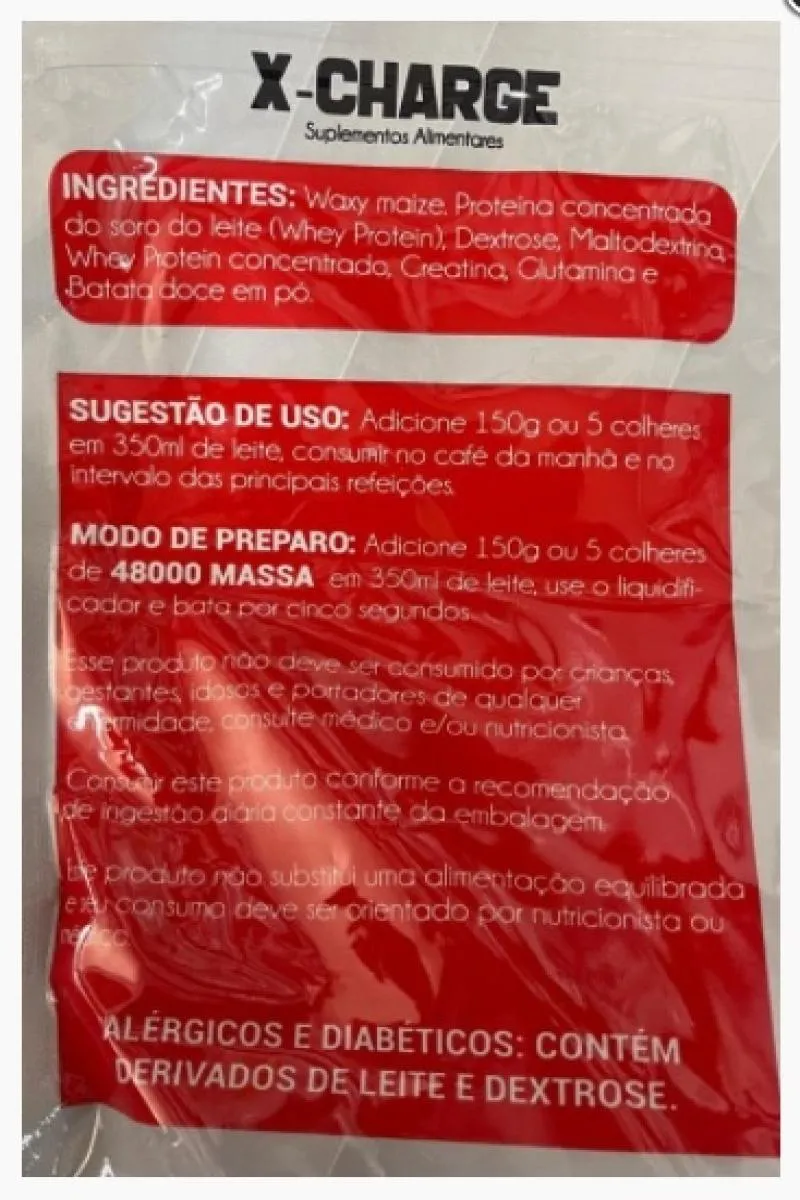 X-CHARGE
Suplementos Alimentares
INGREDIENTES: Waxy maize. Proteína concentrada
do soro do leite (Whey Protein), Dextrose, Maltodextrina,
Whey Protein concentrado, Creatina, Glutamina e
Batata doce em pó.
SUGESTÃO DE USO: Adicione 150g ou 5 colheres
em 350ml de leite, consumir no café da manhã e no
intervalo das principais refeições.
MODO DE PREPARO: Adicione 150g ou 5 colheres
de 48000 MASSA em 350ml de leite, use o liquidifi-
cador e bata por cinco segundos.
Esse produto não deve ser consumido por crianças,
gestantes, idosos e portadores de qualquer
enfermidade, consulte médico e/ou nutricionista.
Consumir este produto conforme a recomendação
de ingestão diária constante da embalagem.
produto não substitui uma alimentação equilibrada
e seu consumo deve ser orientado por nutricionista ou
médico.
ALÉRGICOS E DIABÉTICOS: CONTÉM
DERIVADOS DE LEITE E DEXTROSE.